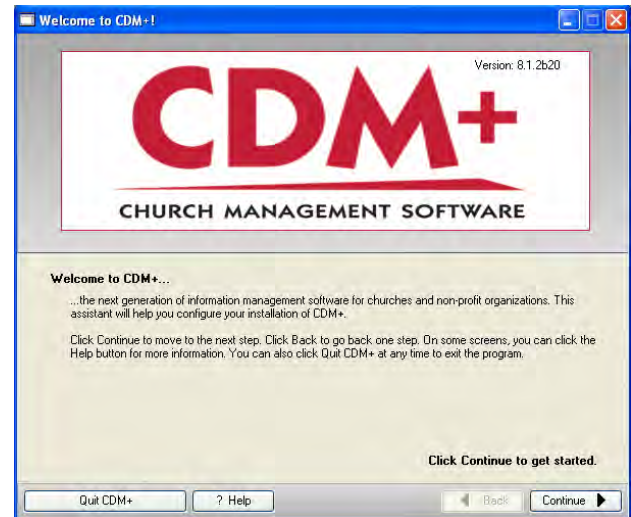 Welcome to CDM+!
Version: 8.1.2b20
CDM+
CHURCH MANAGEMENT SOFTWARE
Welcome to CDM+...
...the next generation of information management software for churches and non-profit organizations. This
assistant will help you configure your installation of CDM+.
Click Continue to move to the next step. Click Back to go back one step. On some screens, you can click the
Help button for more information. You can also click Quit CDM+ at any time to exit the program.
Click Continue to get started.
Quit CDM+ ? Help Back Continue